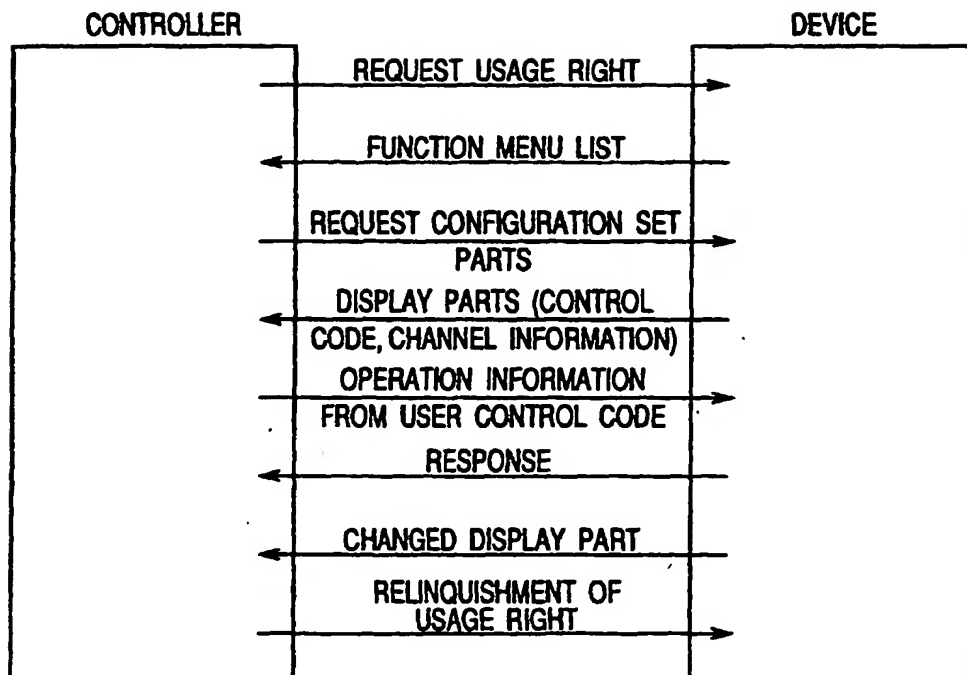 CONTROLLER
DEVICE
REQUEST USAGE RIGHT
FUNCTION MENU LIST
REQUEST CONFIGURATION SET
PARTS
DISPLAY PARTS (CONTROL
CODE, CHANNEL INFORMATION)
OPERATION INFORMATION
FROM USER CONTROL CODE
RESPONSE
CHANGED DISPLAY PART
RELINQUISHMENT OF
USAGE RIGHT